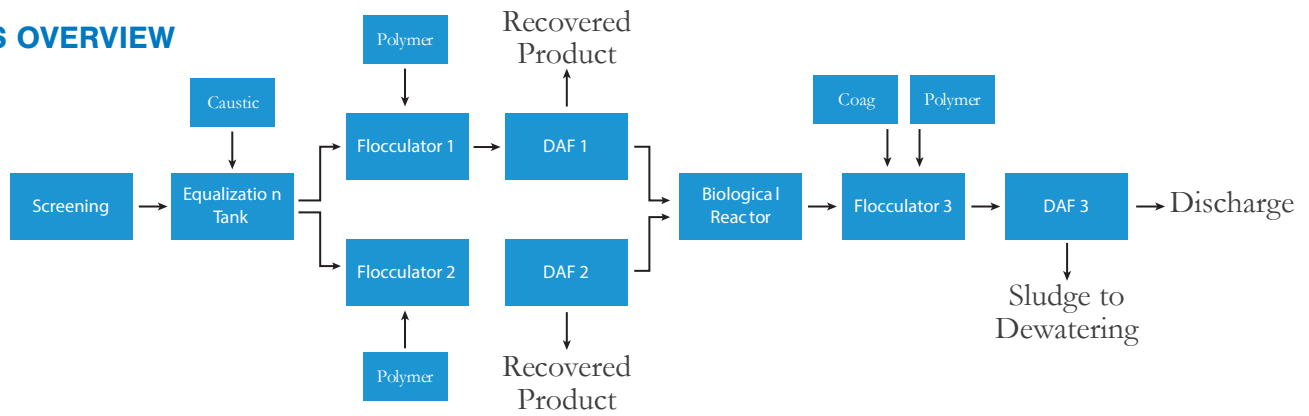 S OVERVIEW
Polymer
Recovered
Product
Caustic
Coag
Polymer
Flocculator 1
DAF 1
Screening
Equalizatio n
Tank
Biologica l
Reac tor
Flocculator 3
DAF 3
Discharge
Flocculator 2
DAF 2
Sludge to
Dewatering
Polymer
Recovered
Product